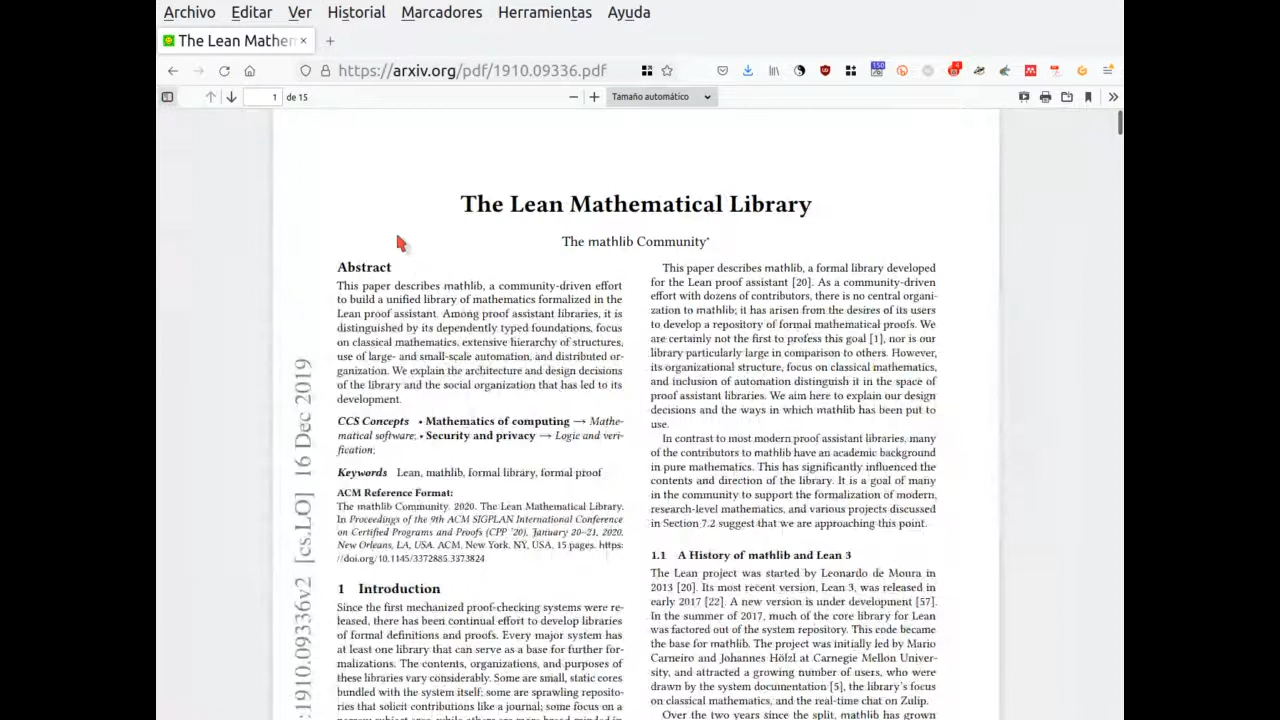 Archivo Editar Ver Historial Marcadores Herramientas Ayuda
The Lean Mathem
https://arxiv.org/pdf/1910.09336.pdf
150
4
1 de 15
Tamaño automático
The Lean Mathematical Library
The mathlib Community*
Abstract
This paper describes mathlib, a community-driven effort
to build a unified library of mathematics formalized in the
Lean proof assistant. Among proof assistant libraries, it is
distinguished by its dependently typed foundations, focus
on classical mathematics, extensive hierarchy of structures,
use of large- and small-scale automation, and distributed or-
ganization. We explain the architecture and design decisions
of the library and the social organization that has led to its
development.
CCS Concepts • Mathematics of computing → Mathe-
matical software; • Security and privacy → Logic and veri-
fication;
Keywords Lean, mathlib, formal library, formal proof
ACM Reference Format:
The mathlib Community. 2020. The Lean Mathematical Library.
In Proceedings of the 9th ACM SIGPLAN International Conference
on Certified Programs and Proofs (CPP '20), January 20–21, 2020,
New Orleans, LA, USA. ACM, New York, NY, USA, 15 pages. https:
//doi.org/10.1145/3372885.3373824
1 Introduction
Since the first mechanized proof-checking systems were re-
leased, there has been continual effort to develop libraries
of formal definitions and proofs. Every major system has
at least one library that can serve as a base for further for-
malizations. The contents, organizations, and purposes of
these libraries vary considerably. Some are small, static cores
bundled with the system itself; some are sprawling reposito-
ries that solicit contributions like a journal; some focus on
This paper describes mathlib, a formal library developed
for the Lean proof assistant [20]. As a community-driven
effort with dozens of contributors, there is no central organi-
zation to mathlib; it has arisen from the desires of its users
to develop a repository of formal mathematical proofs. We
are certainly not the first to profess this goal [1], nor is our
library particularly large in comparison to others. However,
its organizational structure, focus on classical mathematics,
and inclusion of automation distinguish it in the space of
proof assistant libraries. We aim here to explain our design
decisions and the ways in which mathlib has been put to
use.
In contrast to most modern proof assistant libraries, many
of the contributors to mathlib have an academic background
in pure mathematics. This has significantly influenced the
contents and direction of the library. It is a goal of many
in the community to support the formalization of modern,
research-level mathematics, and various projects discussed
in Section 7.2 suggest that we are approaching this point.
1.1 A History of mathlib and Lean 3
The Lean project was started by Leonardo de Moura in
2013 [20]. Its most recent version, Lean 3, was released in
early 2017 [22]. A new version is under development [57].
In the summer of 2017, much of the core library for Lean
was factored out of the system repository. This code became
the base for mathlib. The project was initially led by Mario
Carneiro and Johannes Hölzl at Carnegie Mellon Univer-
sity, and attracted a growing number of users, who were
drawn by the system documentation [5], the library's focus
on classical mathematics, and the real-time chat on Zulip.
Over the two years since the split, mathlib has grown
:1910.09336v2 [cs.LO] 16 Dec 2019